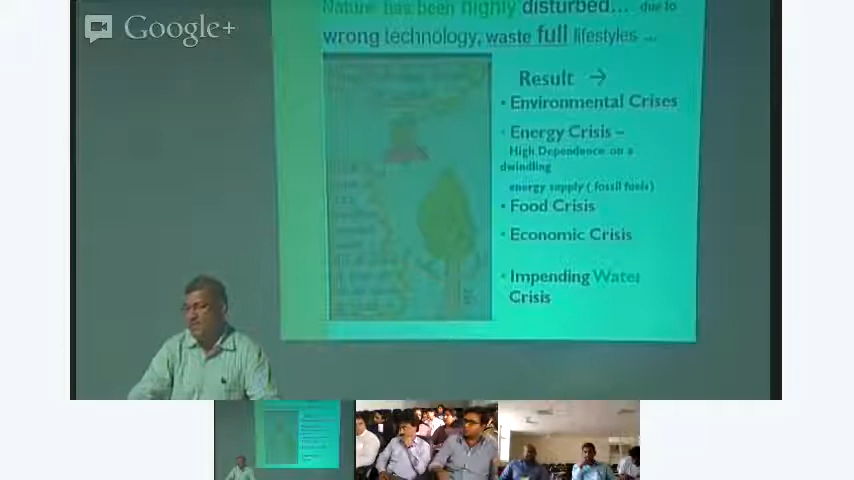 Google+
Nature has been highly disturbed... due to
wrong technology, waste full lifestyles ...
Result →
• Environmental Crises
• Energy Crisis –
High Dependence on a
dwindling
energy supply ( fossil fuels)
• Food Crisis
• Economic Crisis
• Impending Water
Crisis